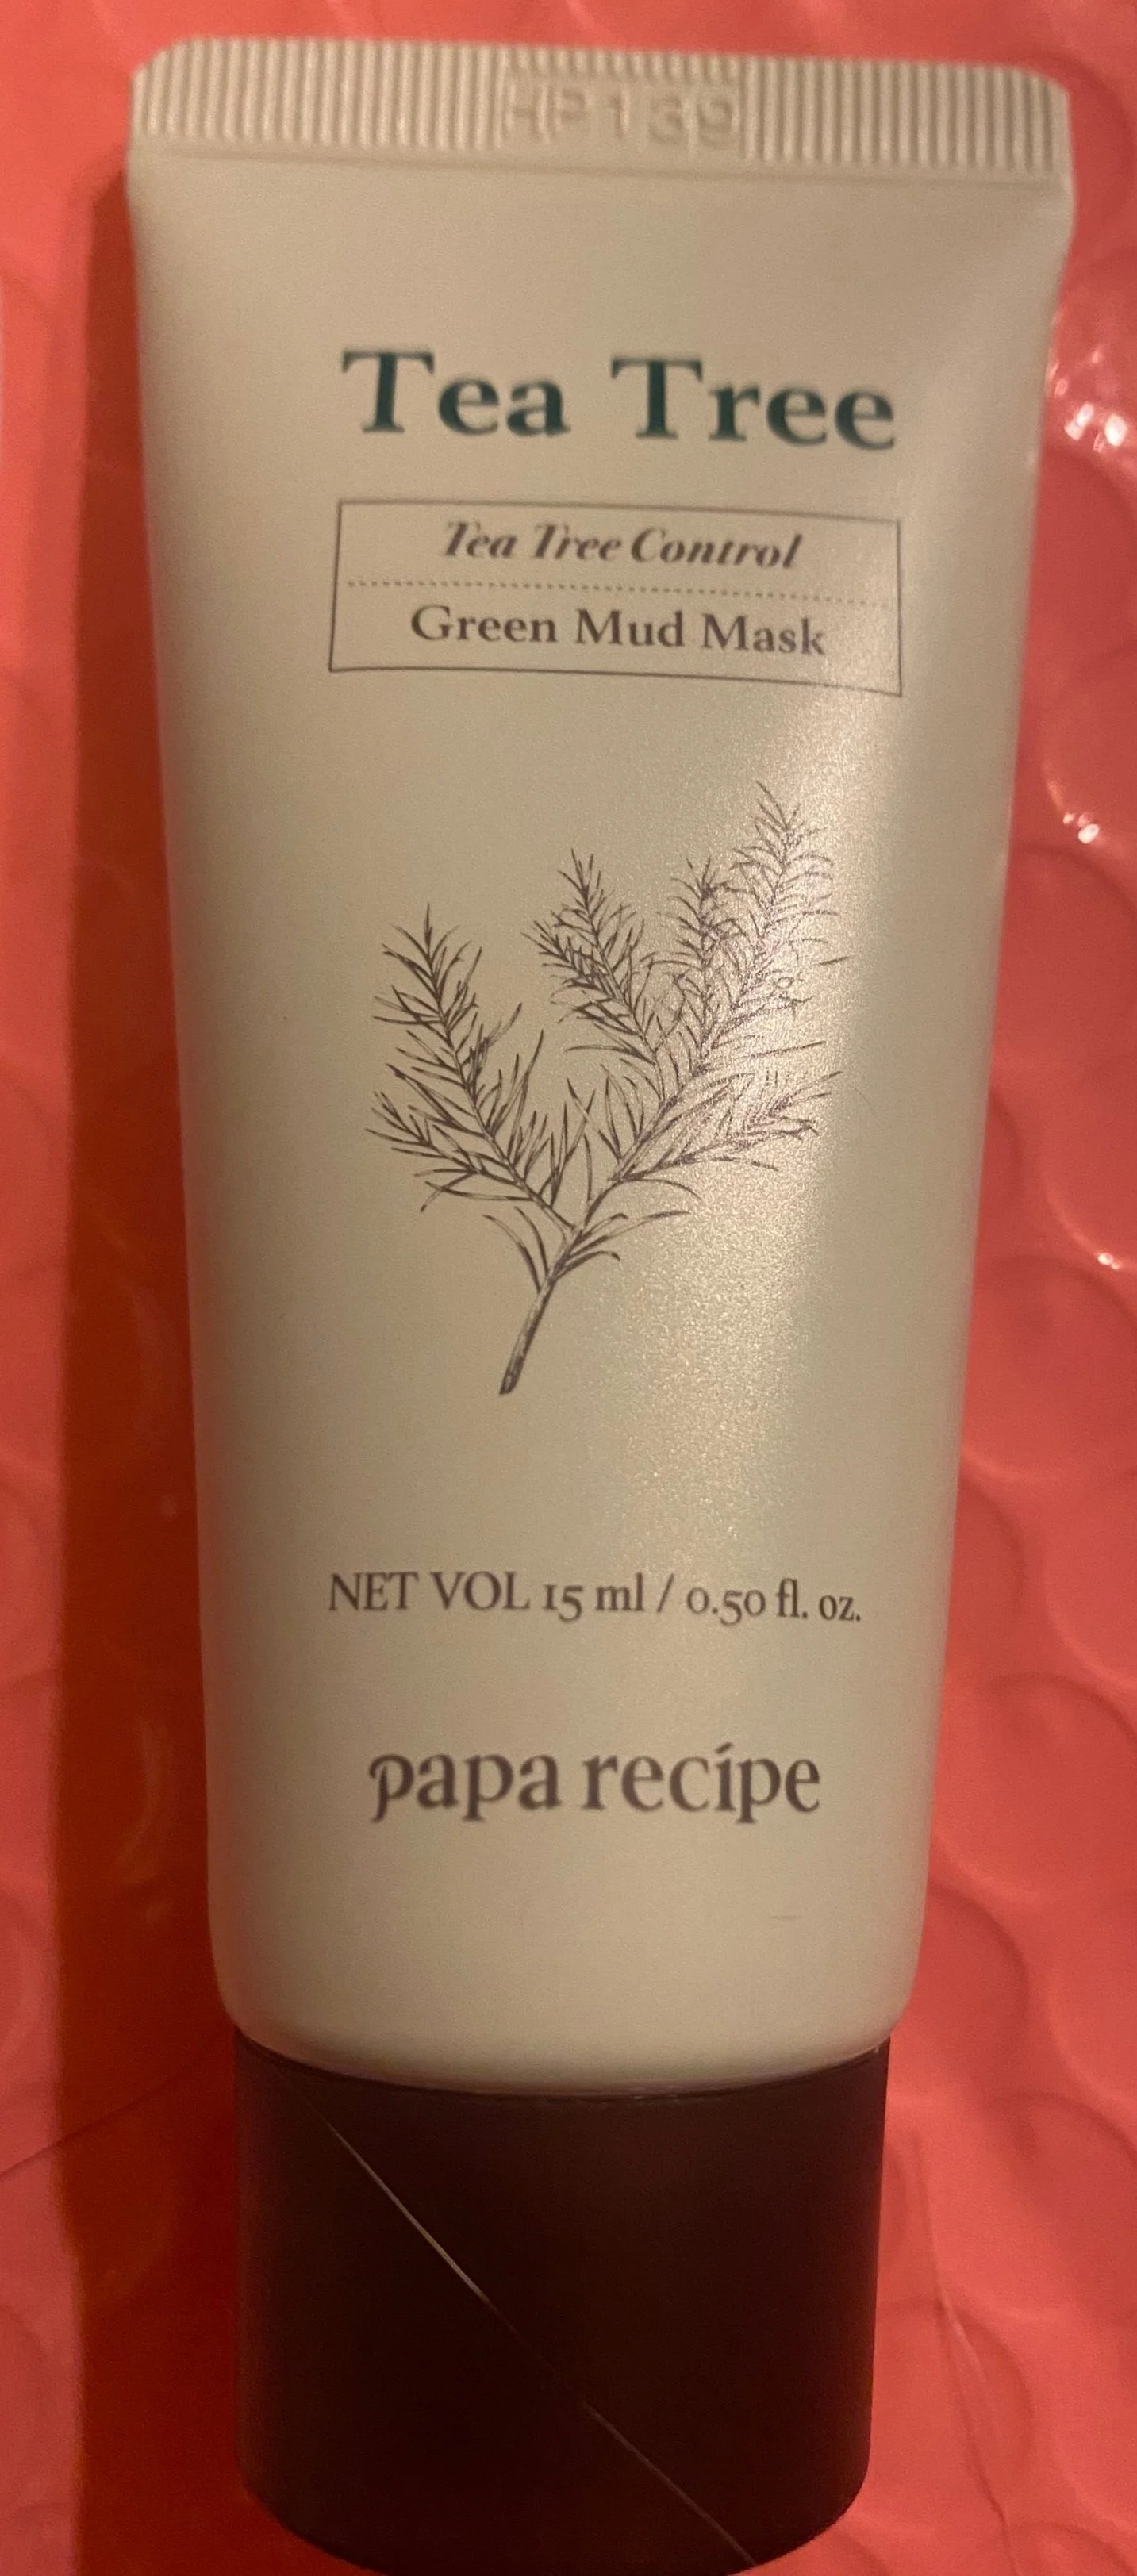 HP139
Tea Tree
Tea Tree Control
Green Mud Mask
NET VOL 15 ml / 0.50 fl. oz.
papa recipe